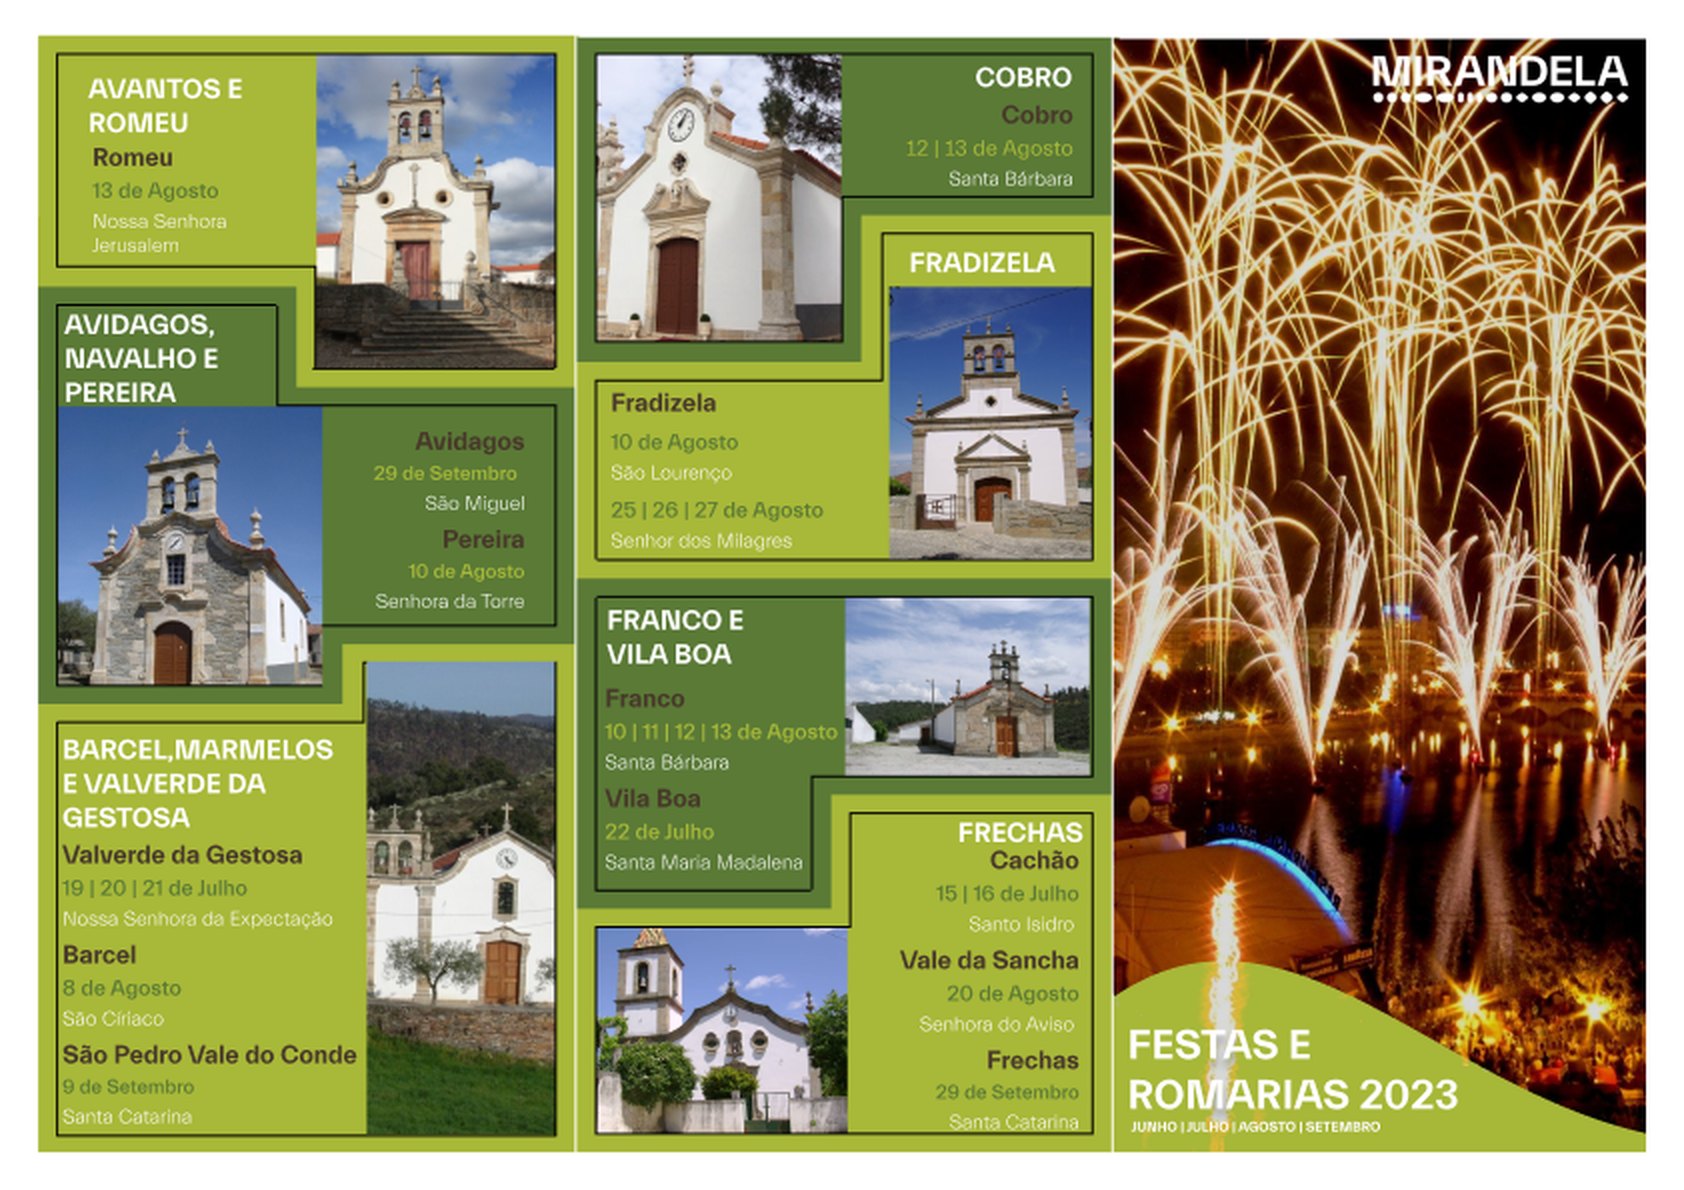 AVANTOS E
ROMEU
Romeu
13 de Agosto
Nossa Senhora
Jerusalem
AVIDAGOS,
NAVALHO E
PEREIRA
Avidagos
29 de Setembro
São Miguel
Pereira
10 de Agosto
Senhora da Torre
BARCEL,MARMELOS
E VALVERDE DA
GESTOSA
Valverde da Gestosa
19 | 20 | 21 de Julho
Nossa Senhora da Expectação
Barcel
8 de Agosto
São Círiaco
São Pedro Vale do Conde
9 de Setembro
Santa Catarina
COBRO
Cobro
12 | 13 de Agosto
Santa Bárbara
FRADIZELA
Fradizela
10 de Agosto
São Lourenço
25 | 26 | 27 de Agosto
Senhor dos Milagres
FRANCO E
VILA BOA
Franco
10 | 11 | 12 | 13 de Agosto
Santa Bárbara
Vila Boa
22 de Julho
Santa Maria Madalena
FRECHAS
Cachão
15 | 16 de Julho
Santo Isidro
Vale da Sancha
20 de Agosto
Senhora do Aviso
Frechas
29 de Setembro
Santa Catarina
MIRANDELA
FESTAS E
ROMARIAS 2023
JUNHO | JULHO | AGOSTO | SETEMBRO